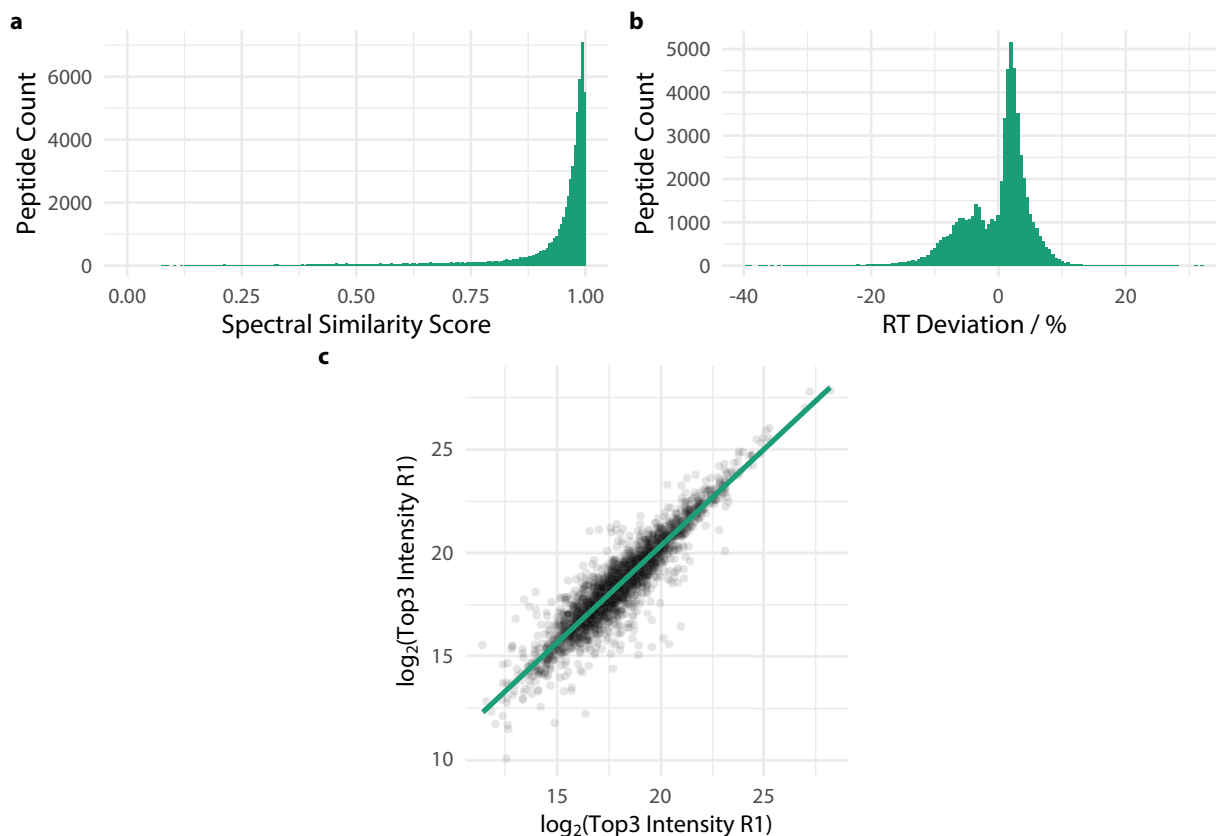 a
Peptide Count
6000
4000
2000
0
0.00 0.25 0.50 0.75 1.00
Spectral Similarity Score
b
Peptide Count
5000
4000
3000
2000
1000
0
-40 -20 0 20
RT Deviation / %
c
log₂(Top3 Intensity R1)
25
20
15
10
15 20 25
log₂(Top3 Intensity R1)